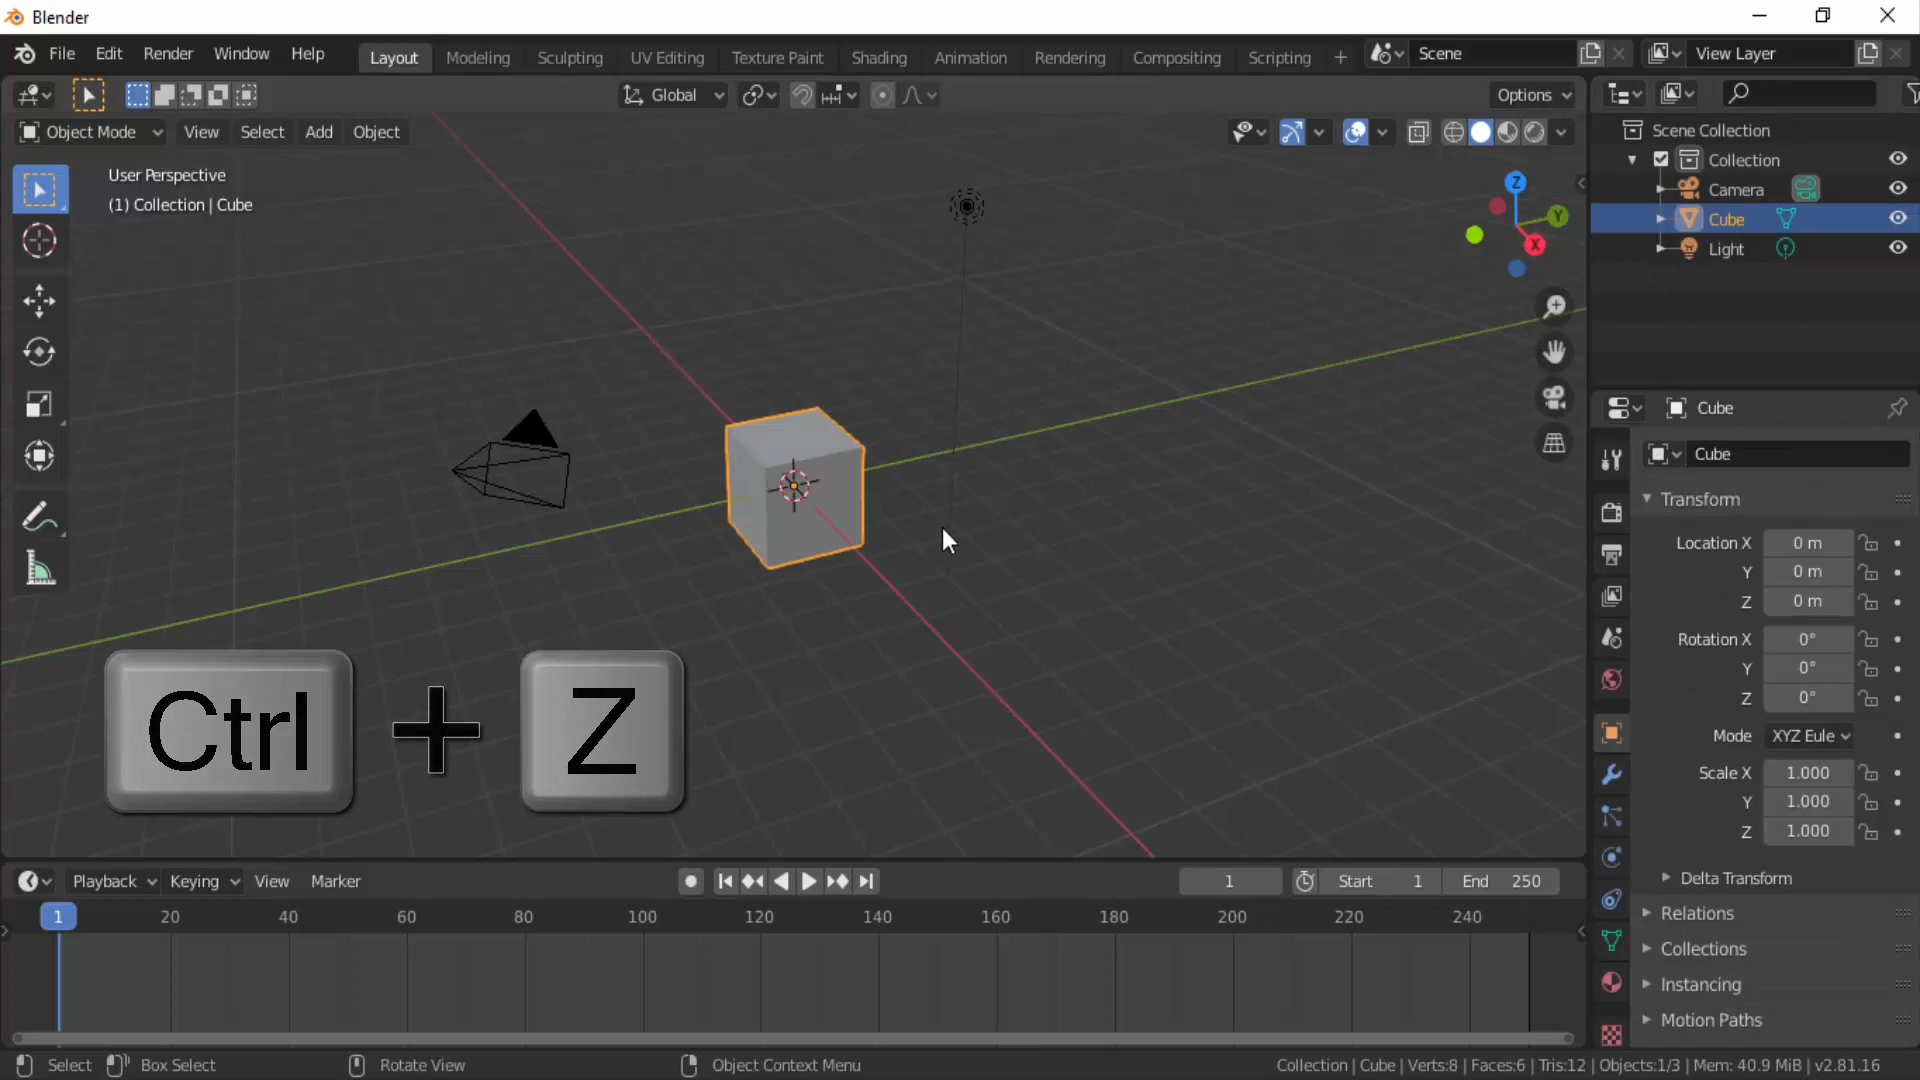 Blender
File Edit Render Window Help Layout Modeling Sculpting UV Editing Texture Paint Shading Animation Rendering Compositing Scripting + Scene View Layer
Global Options
Object Mode View Select Add Object
Scene Collection
User Perspective
(1) Collection | Cube
Collection
Camera
Cube
Light
Z
Y
X
Cube
Cube
Transform
Location X 0 m
Y 0 m
Z 0 m
Rotation X 0°
Y 0°
Z 0°
Mode XYZ Eule
Scale X 1.000
Y 1.000
Z 1.000
Ctrl + Z
Delta Transform
Relations
Collections
Instancing
Motion Paths
Playback Keying View Marker 1 Start 1 End 250
1 20 40 60 80 100 120 140 160 180 200 220 240
Select Box Select Rotate View Object Context Menu Collection | Cube | Verts:8 | Faces:6 | Tris:12 | Objects:1/3 | Mem: 40.9 MiB | v2.81.16